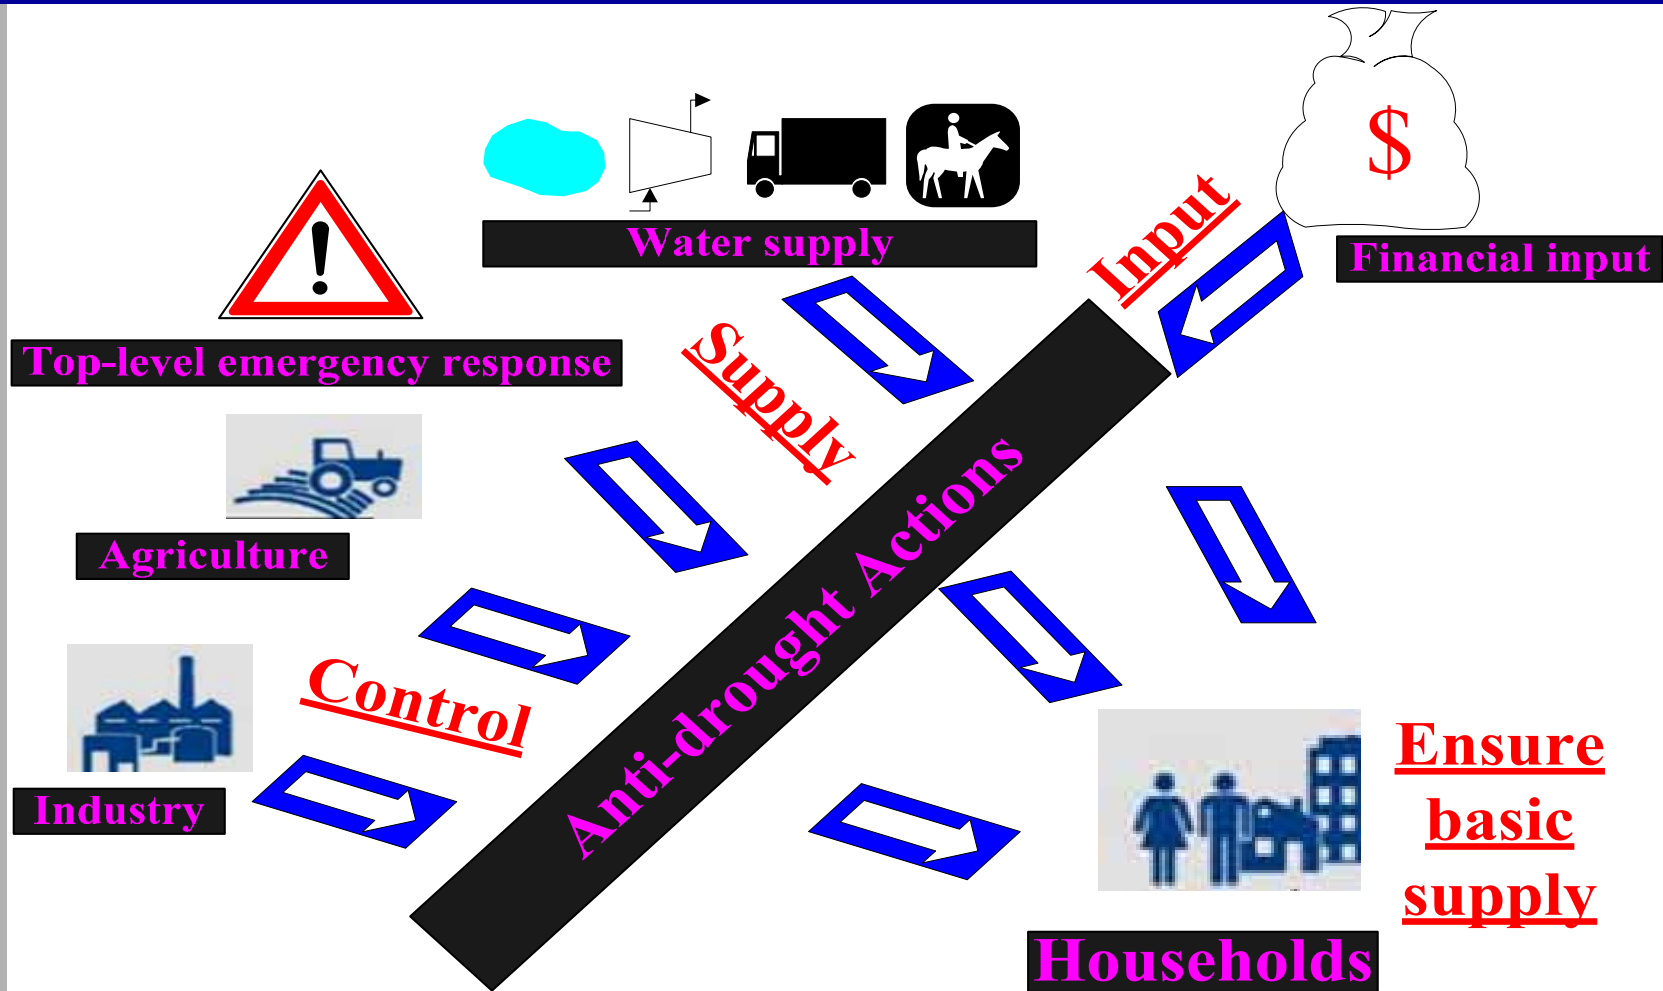 $
Water supply
Input
Financial input
Top-level emergency response
Supply
Agriculture
Anti-drought Actions
Control
Industry
Ensure
basic
supply
Households